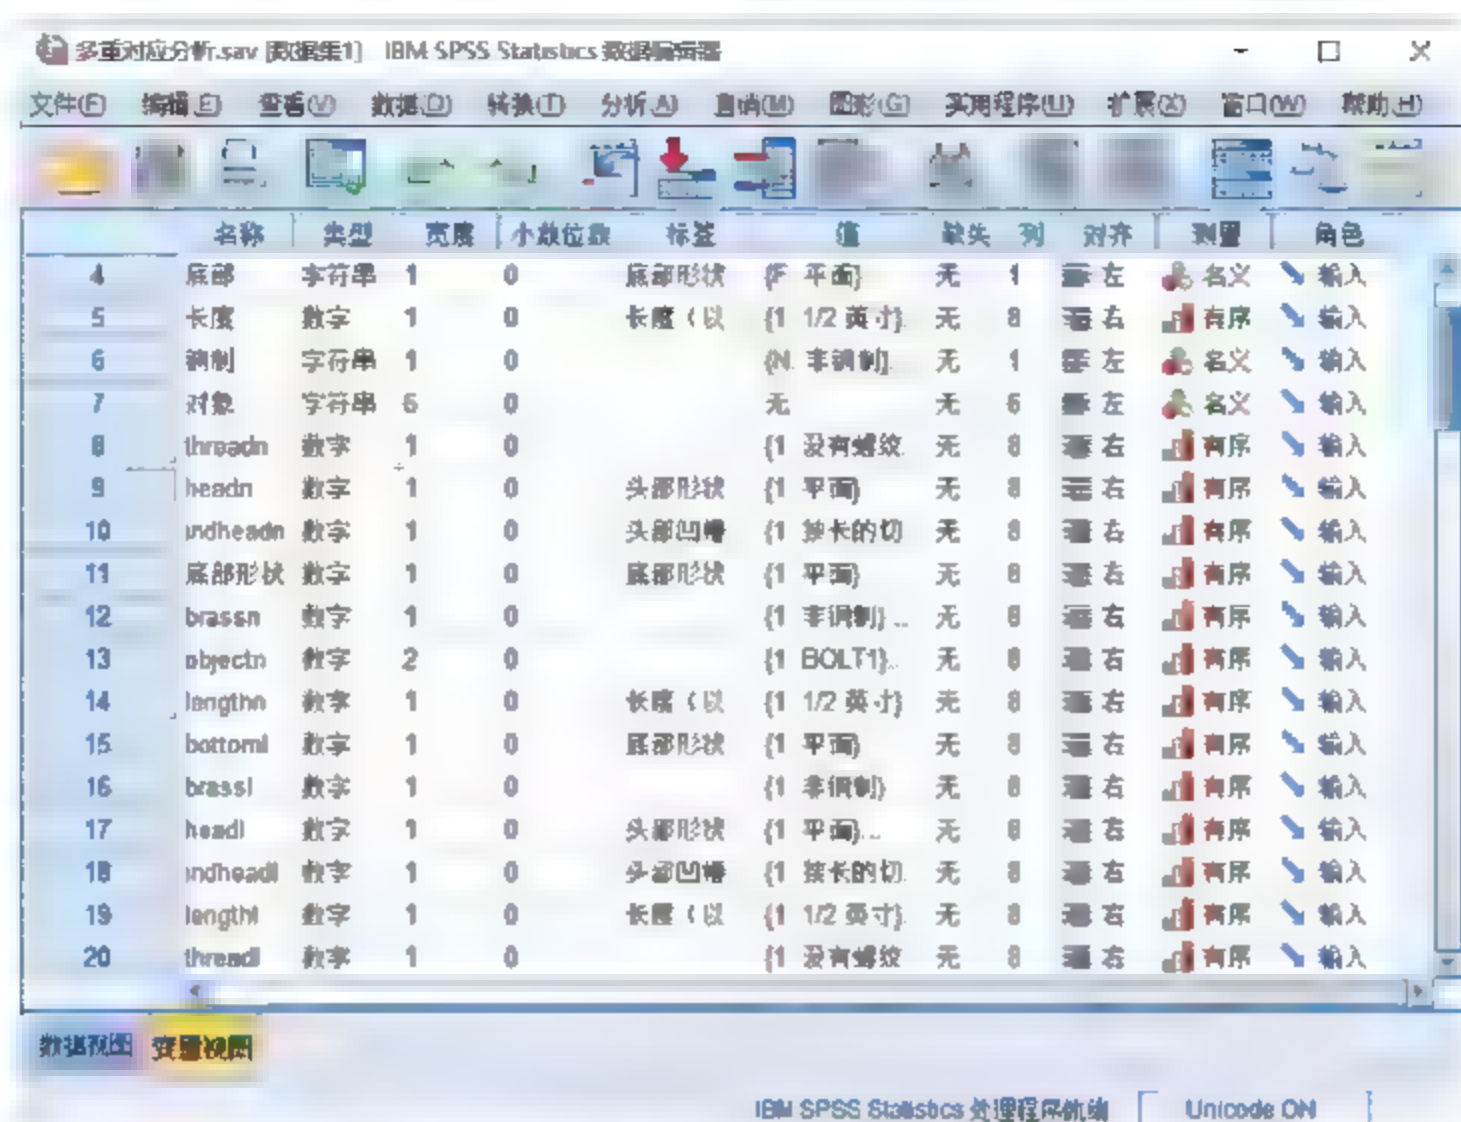 多重对应分析.sav [数据集1] IBM SPSS Statistics 数据编辑器
文件(F) 编辑(E) 查看(V) 数据(D) 转换(T) 分析(A) 直销(M) 图形(G) 实用程序(U) 扩展(X) 窗口(W) 帮助(H)
名称 类型 宽度 小数位数 标签 值 缺失 列 对齐 测量 角色
4 底部 字符串 1 0 底部形状 {F 平面} 无 1 左 名义 输入
5 长度 数字 1 0 长度（以 {1 1/2 英寸}. 无 8 右 有序 输入
6 铜制 字符串 1 0 {N. 非铜制}. 无 1 左 名义 输入
7 对象 字符串 6 0 无 无 6 左 名义 输入
8 threadn 数字 1 0 {1 没有螺纹. 无 8 右 有序 输入
9 headn 数字 1 0 头部形状 {1 平面} 无 8 右 有序 输入
10 indheadn 数字 1 0 头部凹槽 {1 按长的切 无 8 右 有序 输入
11 底部形状 数字 1 0 底部形状 {1 平面} 无 8 右 有序 输入
12 brassn 数字 1 0 {1 非铜制} .. 无 8 右 有序 输入
13 objectn 数字 2 0 {1 BOLT1}.. 无 8 右 有序 输入
14 lengthn 数字 1 0 长度（以 {1 1/2 英寸} 无 8 右 有序 输入
15 bottoml 数字 1 0 底部形状 {1 平面} 无 8 右 有序 输入
16 brassl 数字 1 0 {1 非铜制} 无 8 右 有序 输入
17 headl 数字 1 0 头部形状 {1 平面}... 无 8 右 有序 输入
18 indheadl 数字 1 0 头部凹槽 {1 按长的切. 无 8 右 有序 输入
19 lengthl 数字 1 0 长度（以 {1 1/2 英寸}. 无 8 右 有序 输入
20 threadl 数字 1 0 {1 没有螺纹 无 8 右 有序 输入
数据视图 变量视图
IBM SPSS Statistics 处理程序就绪 Unicode ON